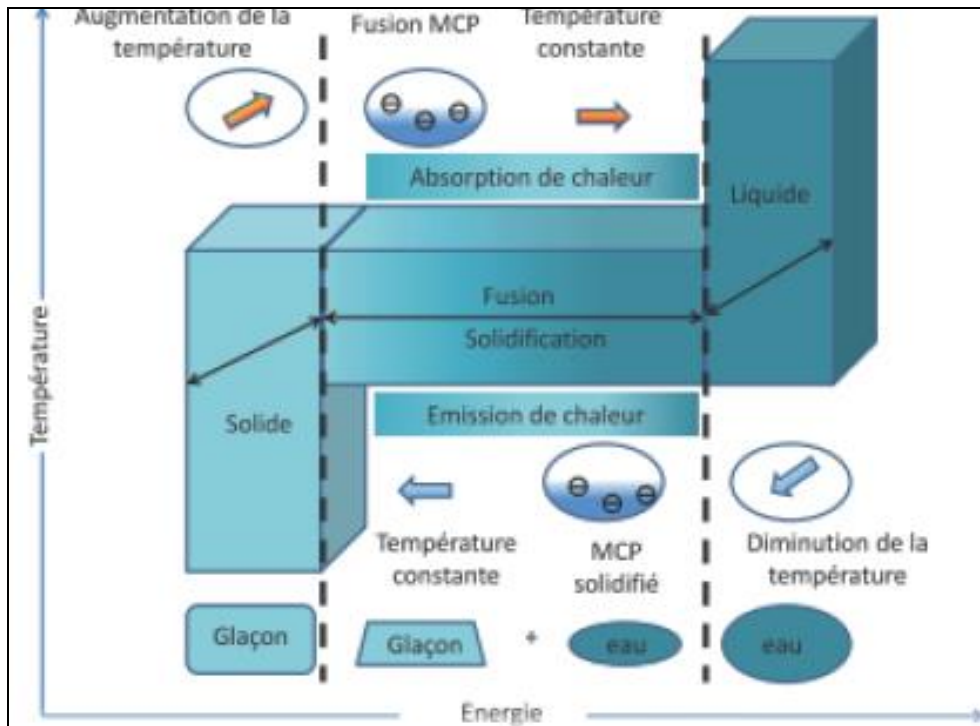 Augmentation de la
température
Fusion MCP
Température
constante
Absorption de chaleur
Liquide
Fusion
Solidification
Solide
Emission de chaleur
Température
constante
MCP
solidifié
Diminution de la
température
Glaçon
Glaçon
+
eau
eau
Température
Energie